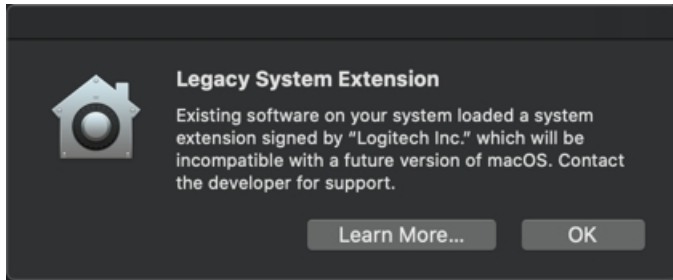 Legacy System Extension
Existing software on your system loaded a system
extension signed by “Logitech Inc.” which will be
incompatible with a future version of macOS. Contact
the developer for support.
Learn More...
OK